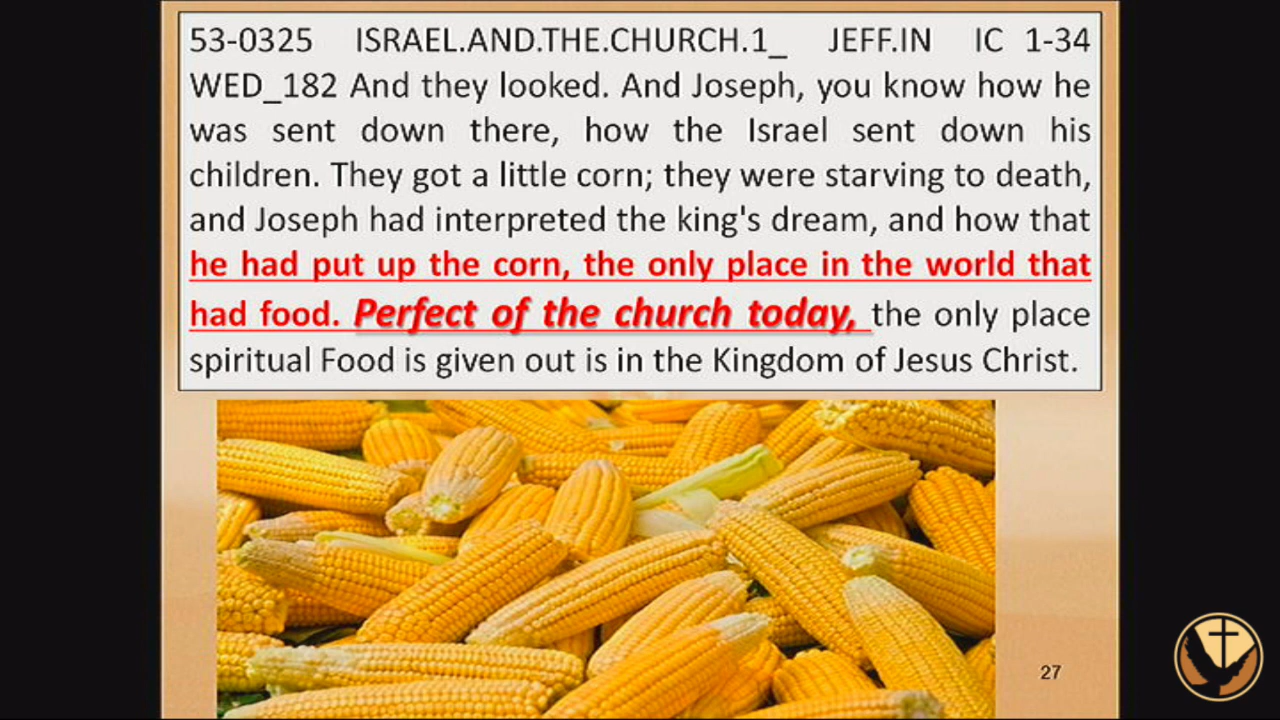 53-0325 ISRAEL.AND.THE.CHURCH.1_ JEFF.IN IC 1-34
WED_182 And they looked. And Joseph, you know how he
was sent down there, how the Israel sent down his
children. They got a little corn; they were starving to death,
and Joseph had interpreted the king's dream, and how that
he had put up the corn, the only place in the world that
had food. Perfect of the church today, the only place
spiritual Food is given out is in the Kingdom of Jesus Christ.
27